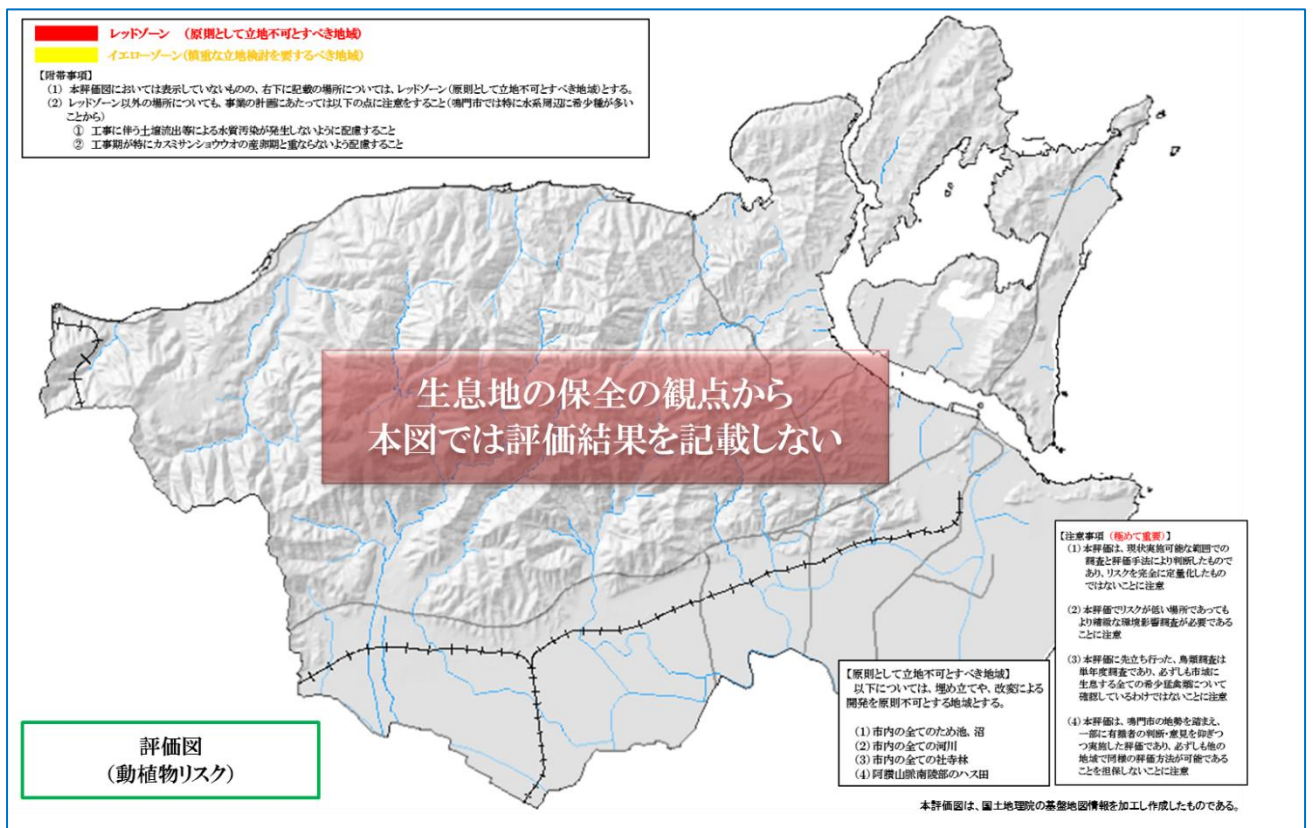 レッドゾーン　(原則として立地不可とすべき地域)
イエローゾーン(慎重な立地検討を要するべき地域)
【附帯事項】
(1) 本評価図においては表示していないものの、右下に記載の場所については、レッドゾーン(原則として立地不可とすべき地域)とする。
(2) レッドゾーン以外の場所についても、事業の計画にあたっては以下の点に注意をすること(鳴門市では特に水系周辺に希少種が多い
ことから)
① 工事に伴う土壌流出等による水質汚染が発生しないように配慮すること
② 工事期が特にカスミサンショウウオの産卵期と重ならないよう配慮すること
生息地の保全の観点から
本図では評価結果を記載しない
【注意事項 (極めて重要)】
(1) 本評価は、現状実施可能な範囲での
調査と評価手法により判断したもので
あり、リスクを完全に定量化したもの
ではないことに注意
(2) 本評価でリスクが低い場所であっても
より精緻な環境影響調査が必要である
ことに注意
(3) 本評価に先立ち行った、鳥類調査は
単年度調査であり、必ずしも市域に
生息する全ての希少猛禽類について
確認しているわけではないことに注意
(4) 本評価は、鳴門市の地勢を踏まえ、
一部に有識者の判断・意見を仰ぎつ
つ実施した評価であり、必ずしも他の
地域で同様の評価方法が可能である
ことを担保しないことに注意
【原則として立地不可とすべき地域】
以下については、埋め立てや、改変による
開発を原則不可とする地域とする。
(1) 市内の全てのため池、沼
(2) 市内の全ての河川
(3) 市内の全ての社寺林
(4) 阿讃山脈南陵部のハス田
評価図
(動植物リスク)
本評価図は、国土地理院の基盤地図情報を加工し作成したものである。